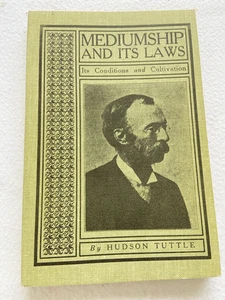 MEDIUMSHIP
AND ITS LAWS
Its Conditions and Cultivation
By HUDSON TUTTLE